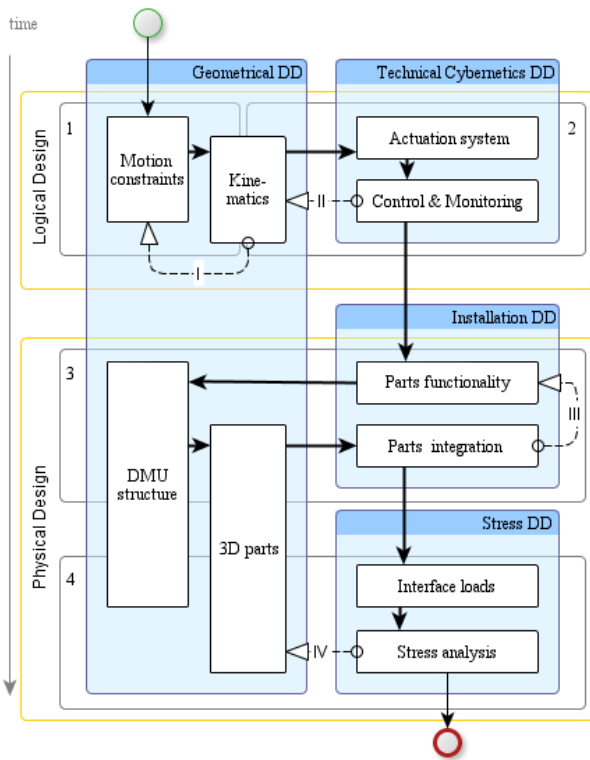 time
Geometrical DD
Technical Cybernetics DD
Logical Design
1
2
Motion
constraints
Kine-
matics
Actuation system
Control & Monitoring
II
I
Installation DD
Physical Design
3
Parts functionality
III
DMU
structure
Parts integration
3D parts
Stress DD
4
Interface loads
IV
Stress analysis